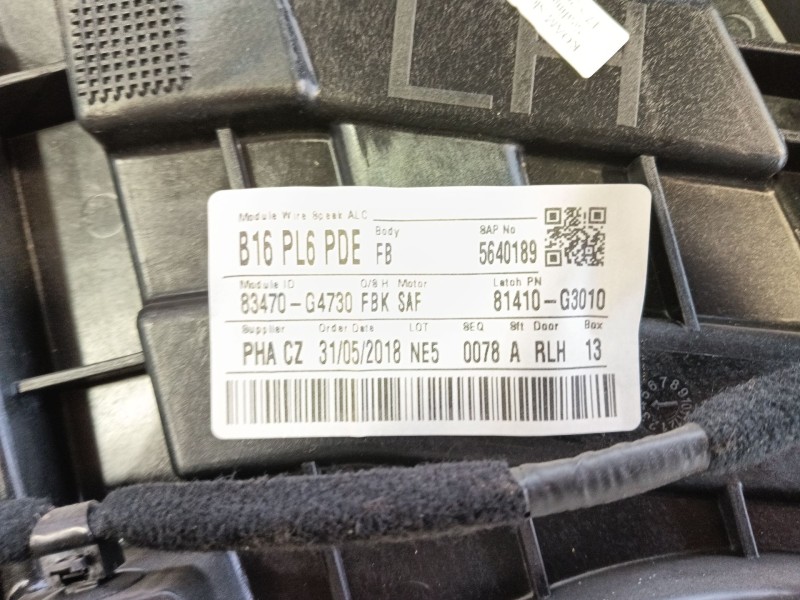 LH
Module Wire Speak ALC
B16 PL6 PDE
Body
FB
SAP No
5640189
Module ID O/S H Motor Latch PN
83470-G4730 FBK SAF 81410-G3010
Supplier Order Date LOT SEQ Sft Door Box
PHA CZ 31/05/2018 NE5 0078 A RLH 13